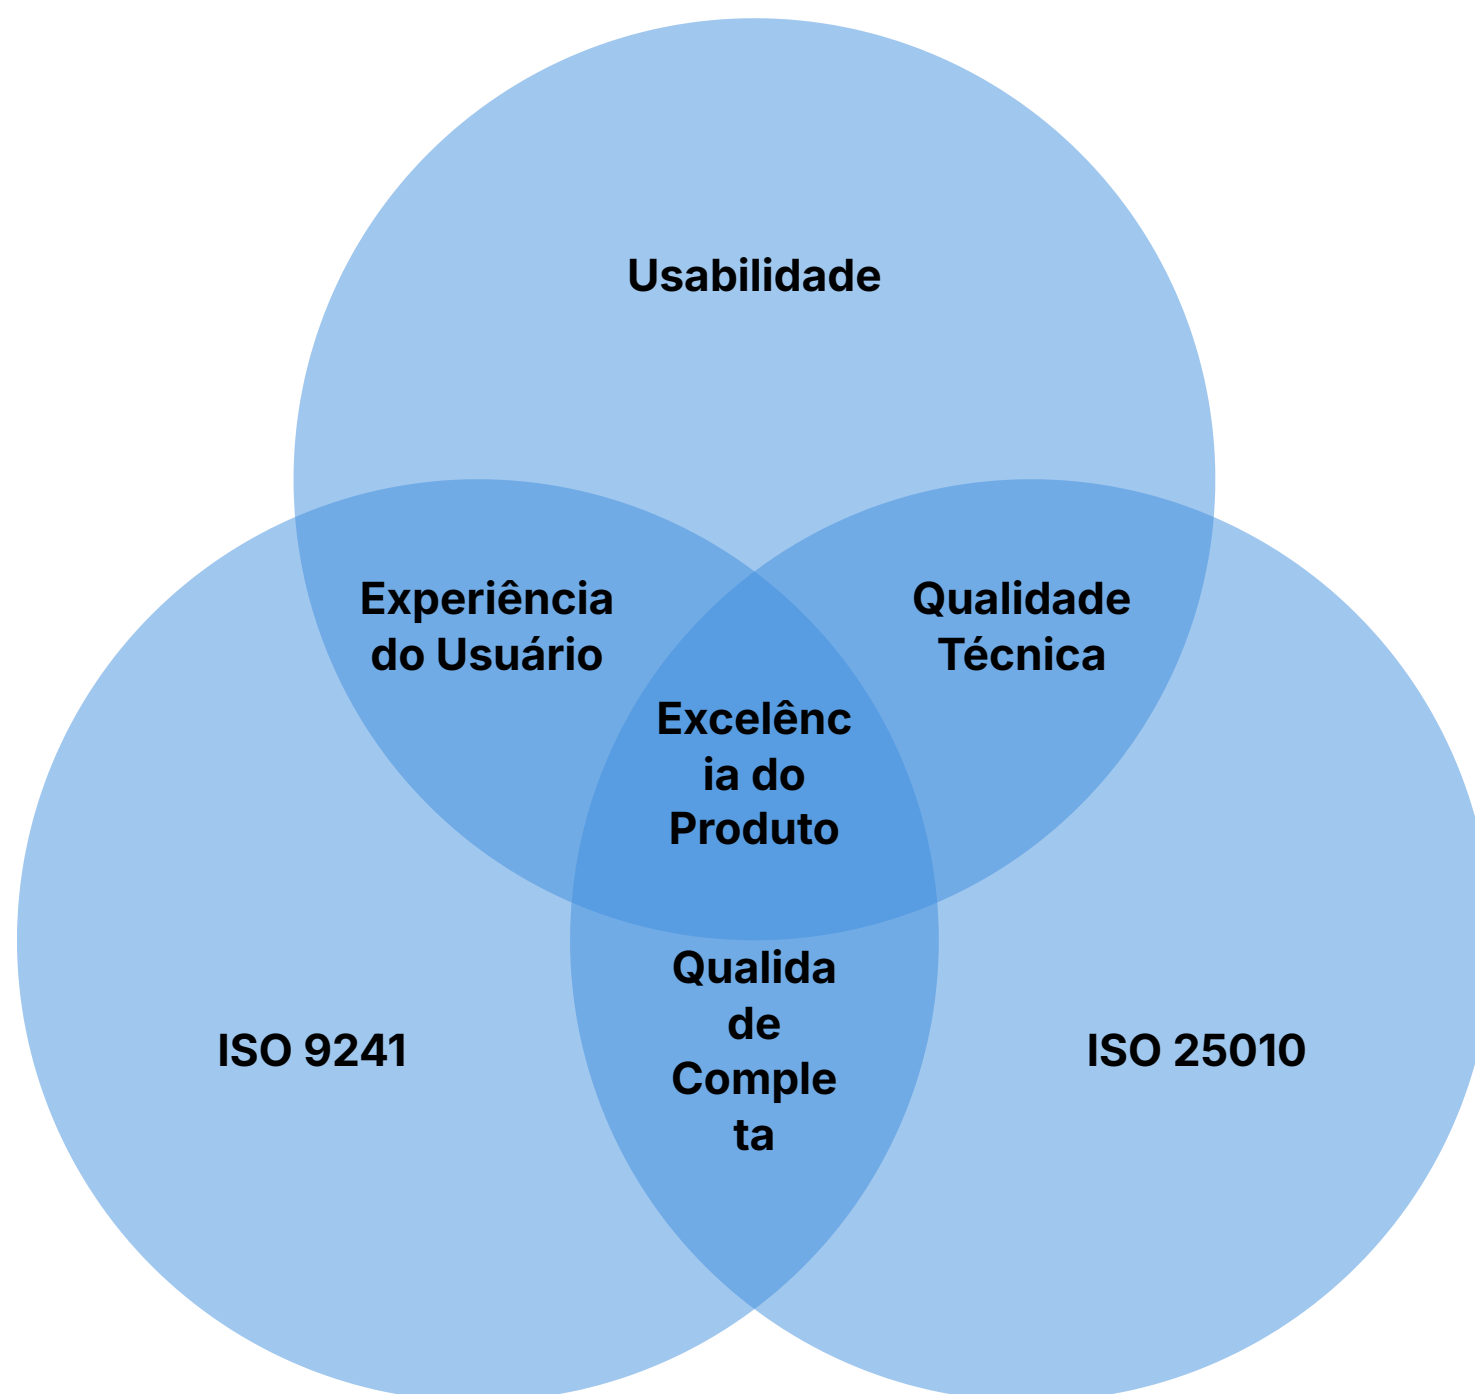 Usabilidade
Experiência
do Usuário
Qualidade
Técnica
Excelênc
ia do
Produto
Qualida
de
Comple
ta
ISO 9241
ISO 25010